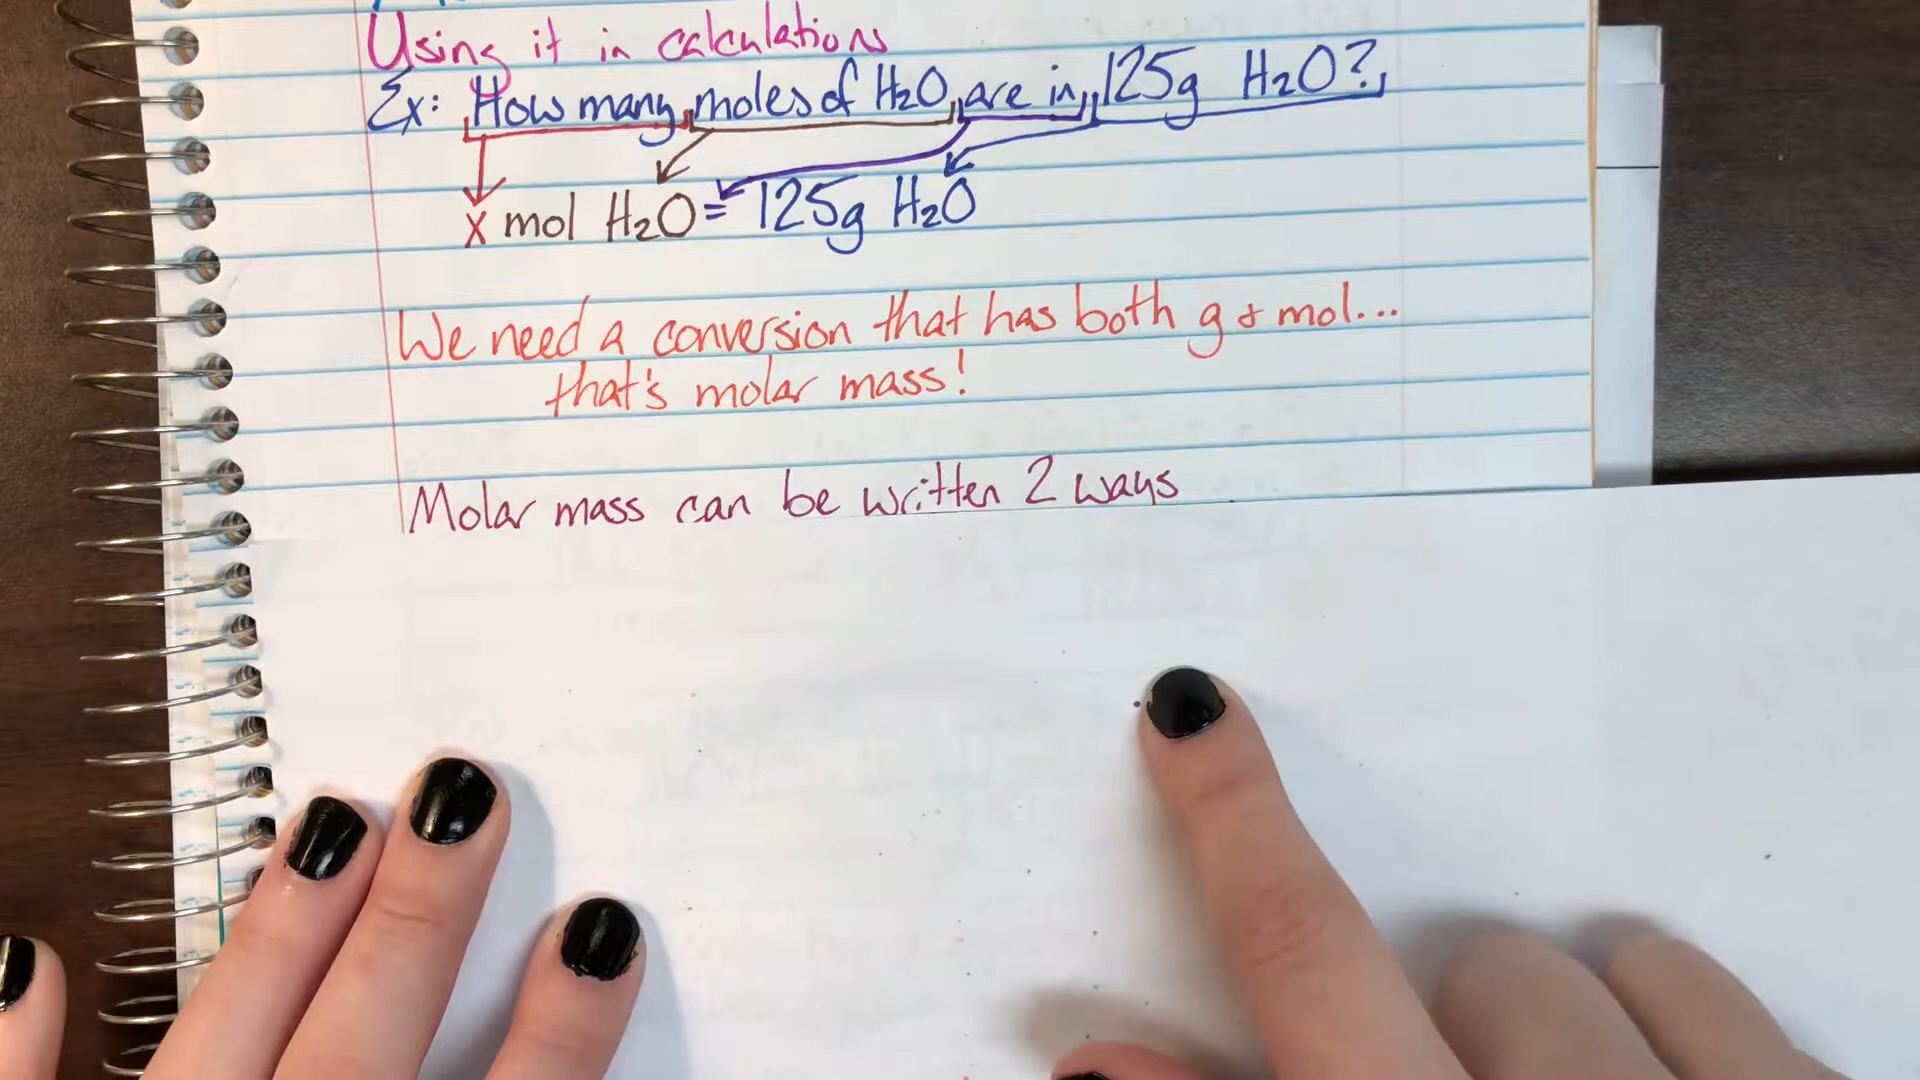 Using it in calculations
Ex: How many moles of H₂O are in 125g H₂O?
x mol H₂O = 125g H₂O
We need a conversion that has both g & mol...
that's molar mass!
Molar mass can be written 2 ways